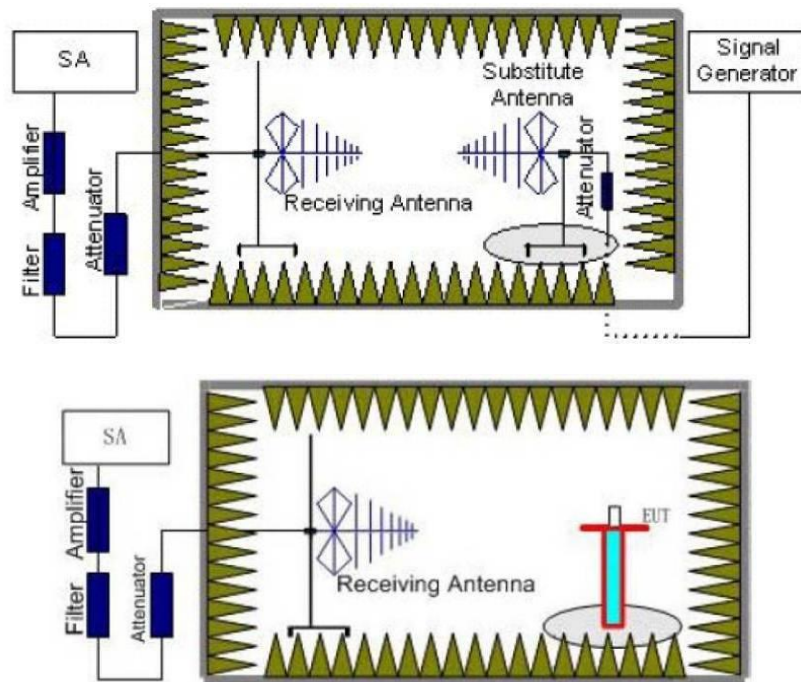 SA
Substitute
Antenna
Signal
Generator
Amplifier
Attenuator
Filter
Attenuator
Receiving Antenna
SA
Amplifier
Filter
Attenuator
EUT
Receiving Antenna